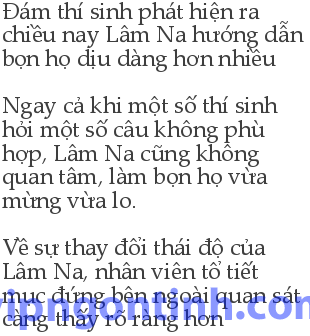 Đám thí sinh phát hiện ra
chiều nay Lâm Na hướng dẫn
bọn họ dịu dàng hơn nhiều
Ngay cả khi một số thí sinh
hỏi một số câu không phù
hợp, Lâm Na cũng không
quan tâm, làm bọn họ vừa
mừng vừa lo.
Về sự thay đổi thái độ của
Lâm Na, nhân viên tổ tiết
mục đứng bên ngoài quan sát
càng thấy rõ ràng hơn
vipngontinh.com